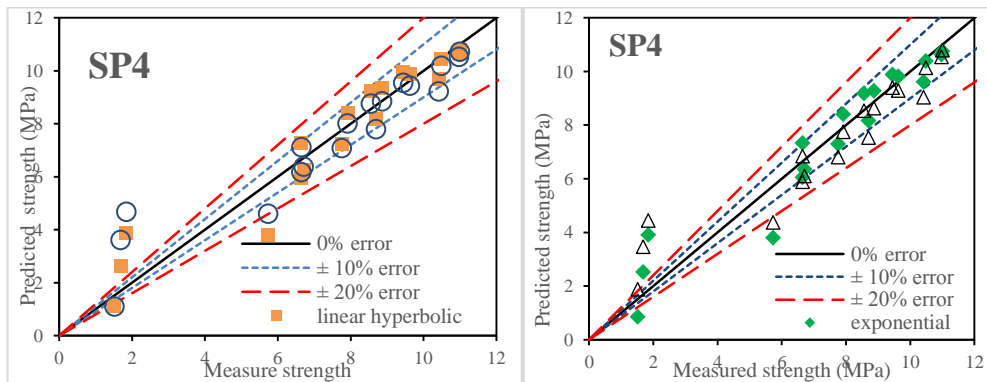 12
10
8
6
4
2
0
0 2 4 6 8 10 12
Predicted strength (MPa)
Measure strength
SP4
0% error
± 10% error
± 20% error
linear hyperbolic
12
10
8
6
4
2
0
0 2 4 6 8 10 12
Predicted strength (MPa)
Measured strength (MPa)
SP4
0% error
± 10% error
± 20% error
exponential